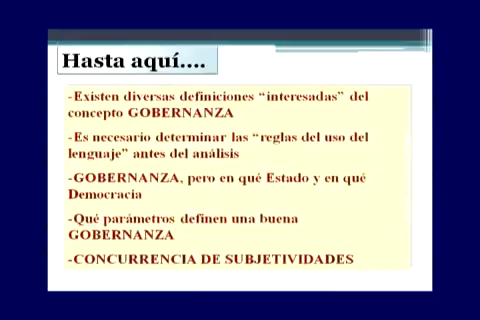 Hasta aquí....
-Existen diversas definiciones “interesadas” del
concepto GOBERNANZA
-Es necesario determinar las “reglas del uso del
lenguaje” antes del análisis
-GOBERNANZA, pero en qué Estado y en qué
Democracia
-Qué parámetros definen una buena
GOBERNANZA
-CONCURRENCIA DE SUBJETIVIDADES